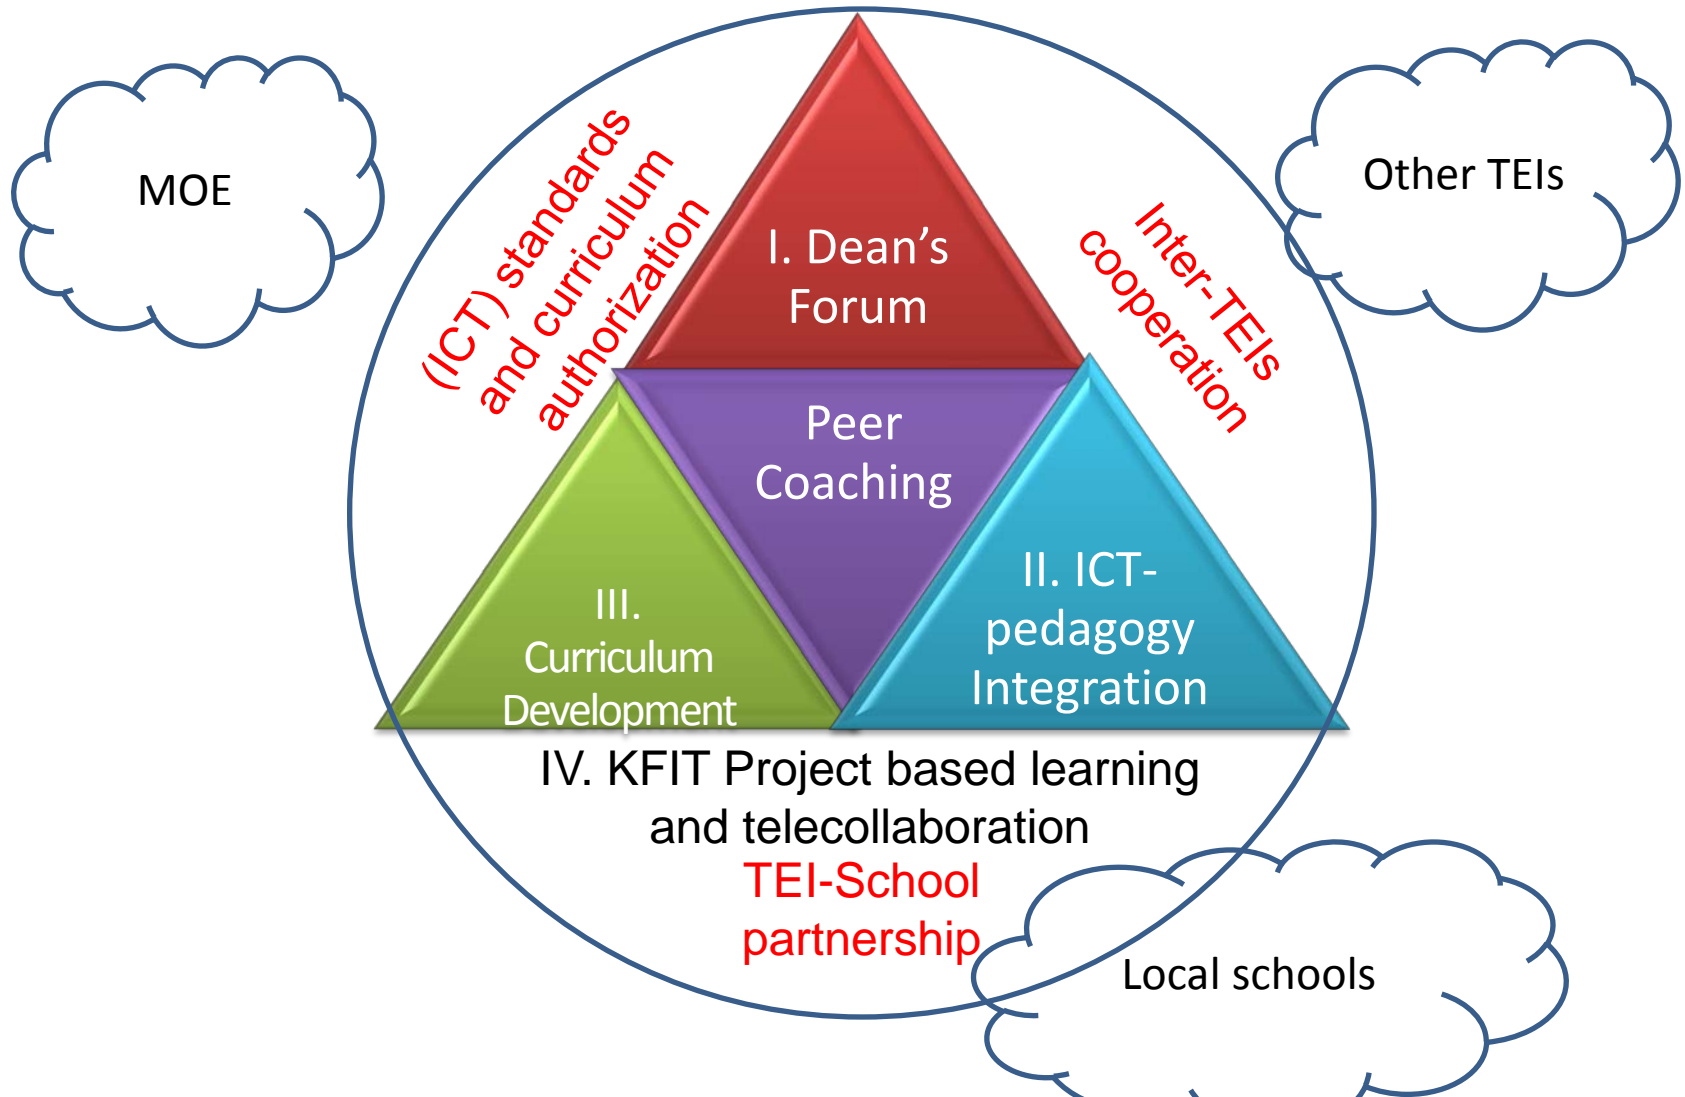 MOE
(ICT) standards
and curriculum
authorization
I. Dean’s
Forum
Inter-TEIs
cooperation
Other TEIs
Peer
Coaching
III.
Curriculum
Development
II. ICT-
pedagogy
Integration
IV. KFIT Project based learning
and telecollaboration
TEI-School
partnership
Local schools